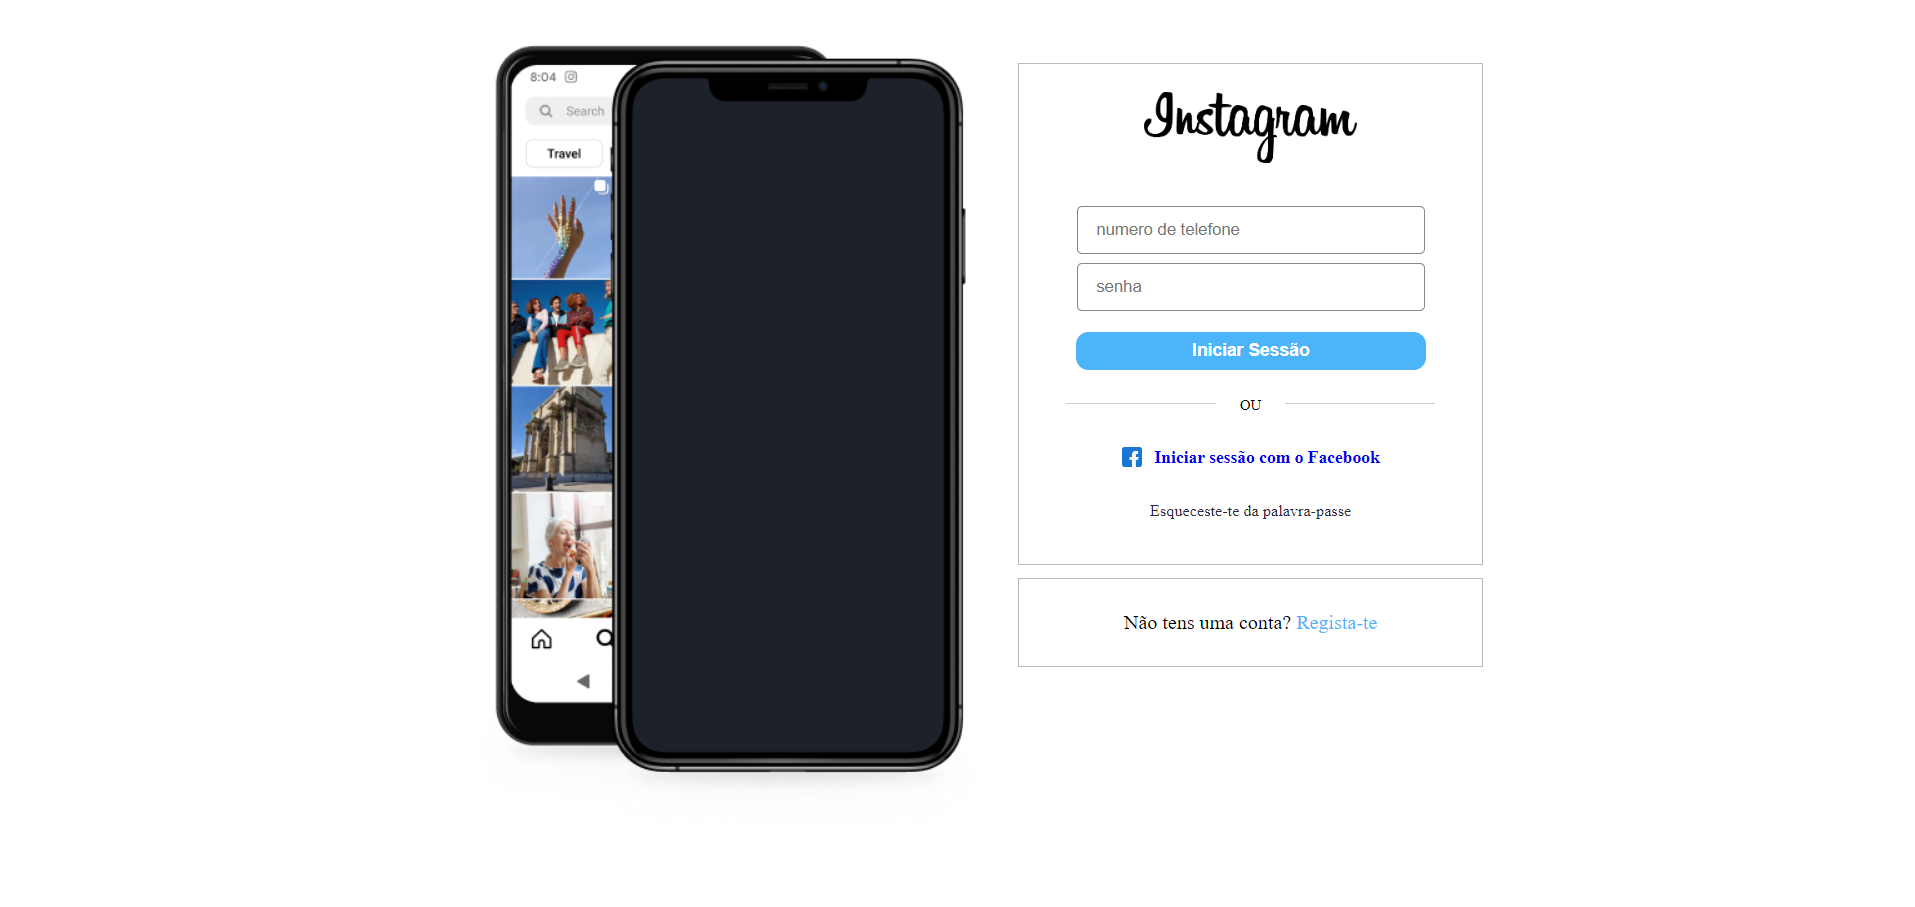 8:04
Search
Travel
Instagram
numero de telefone
senha
Iniciar Sessão
OU
Iniciar sessão com o Facebook
Esqueceste-te da palavra-passe
Não tens uma conta? Regista-te